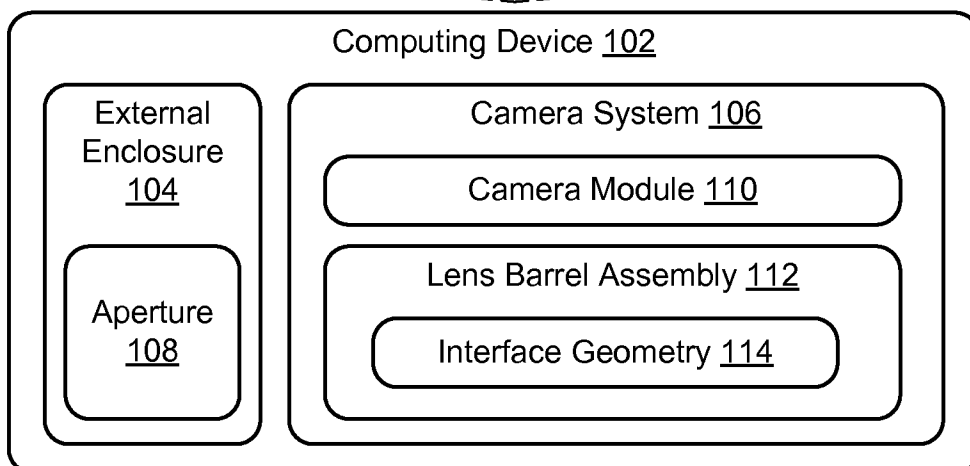 Computing Device 102
External
Enclosure
104
Aperture
108
Camera System 106
Camera Module 110
Lens Barrel Assembly 112
Interface Geometry 114